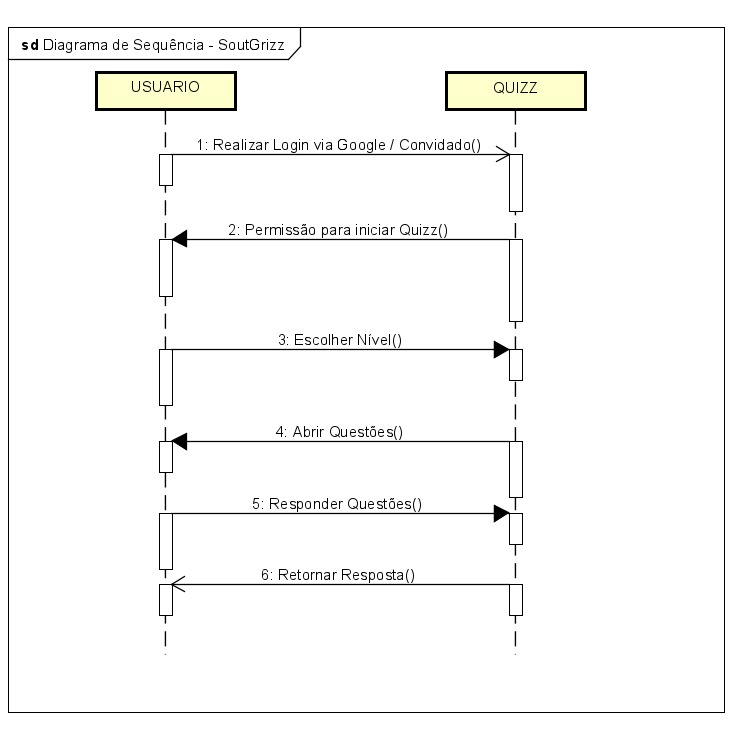 sd Diagrama de Sequência - SoutGrizz
USUARIO
QUIZZ
1: Realizar Login via Google / Convidado()
2: Permissão para iniciar Quizz()
3: Escolher Nível()
4: Abrir Questões()
5: Responder Questões()
6: Retornar Resposta()